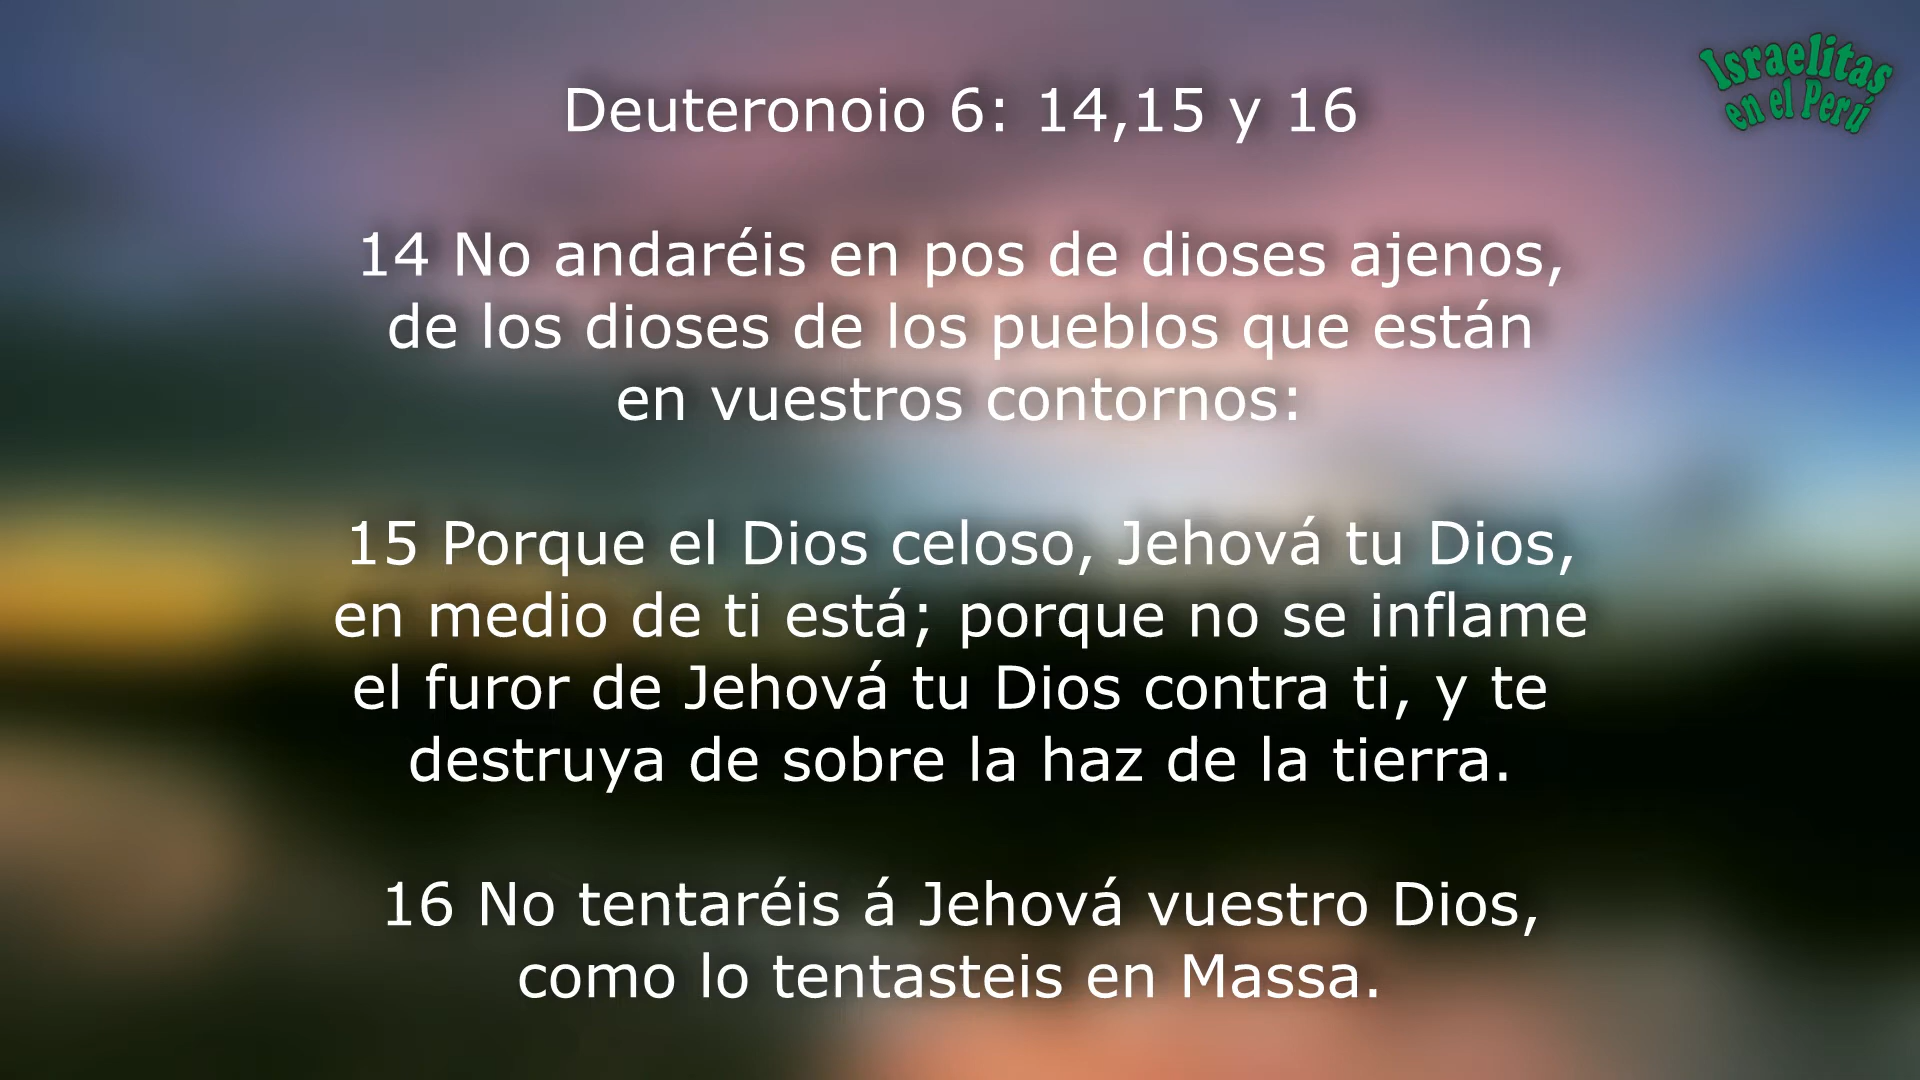 Israelitas
en el Perú
Deuteronoio 6: 14,15 y 16
14 No andaréis en pos de dioses ajenos,
de los dioses de los pueblos que están
en vuestros contornos:
15 Porque el Dios celoso, Jehová tu Dios,
en medio de ti está; porque no se inflame
el furor de Jehová tu Dios contra ti, y te
destruya de sobre la haz de la tierra.
16 No tentaréis á Jehová vuestro Dios,
como lo tentasteis en Massa.